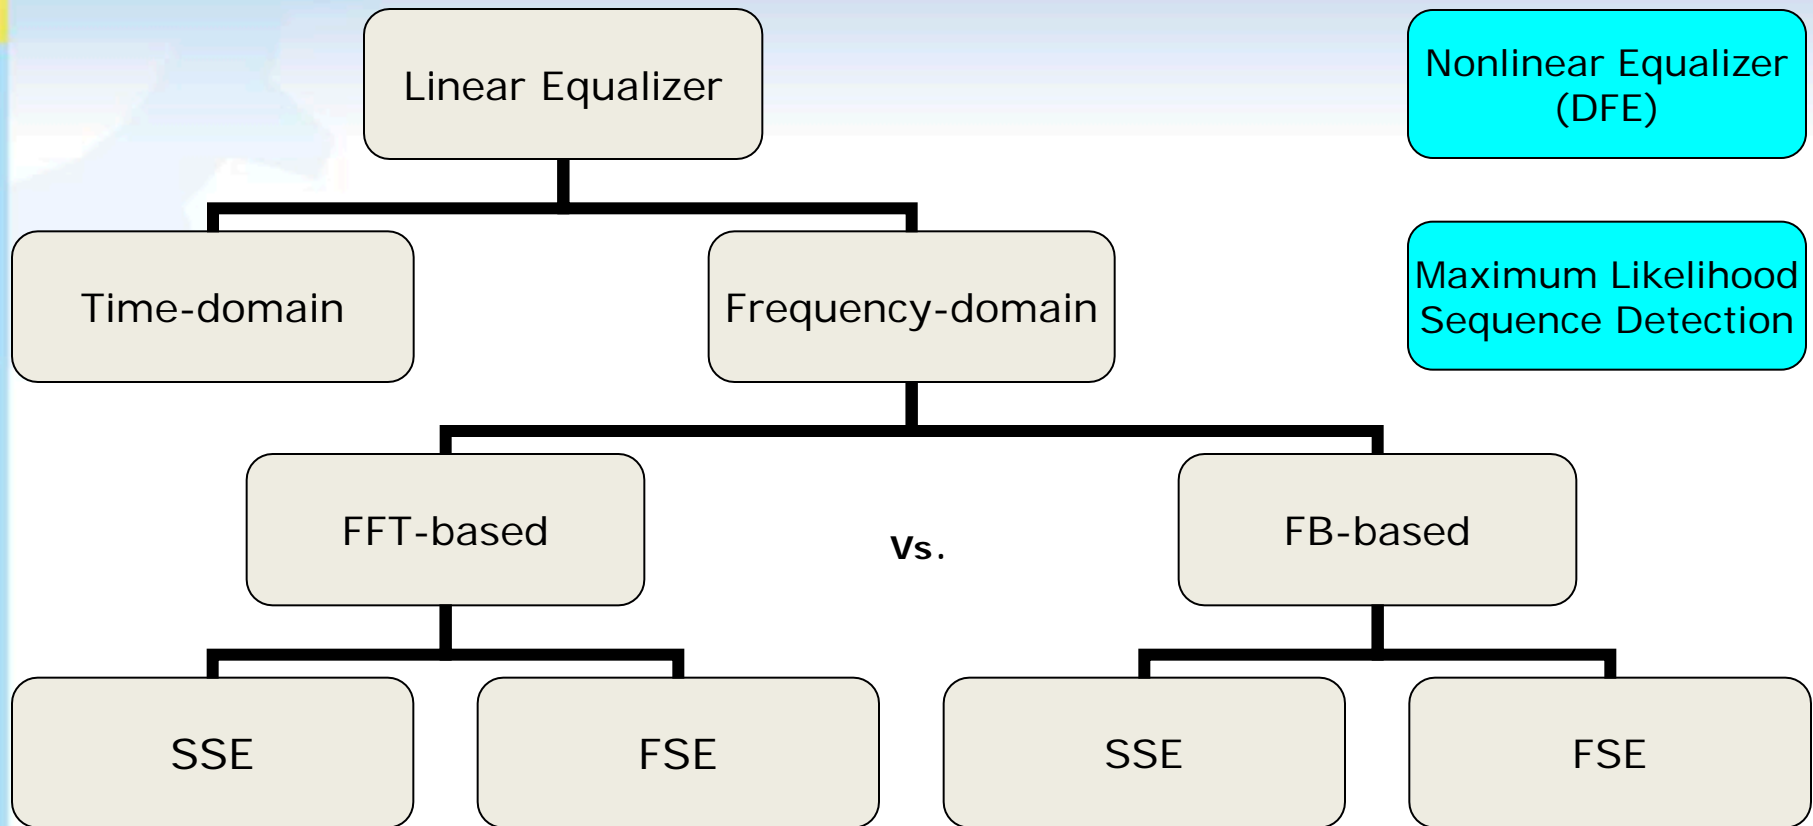 Linear Equalizer
Nonlinear Equalizer
(DFE)
Time-domain
Frequency-domain
Maximum Likelihood
Sequence Detection
FFT-based
Vs.
FB-based
SSE
FSE
SSE
FSE